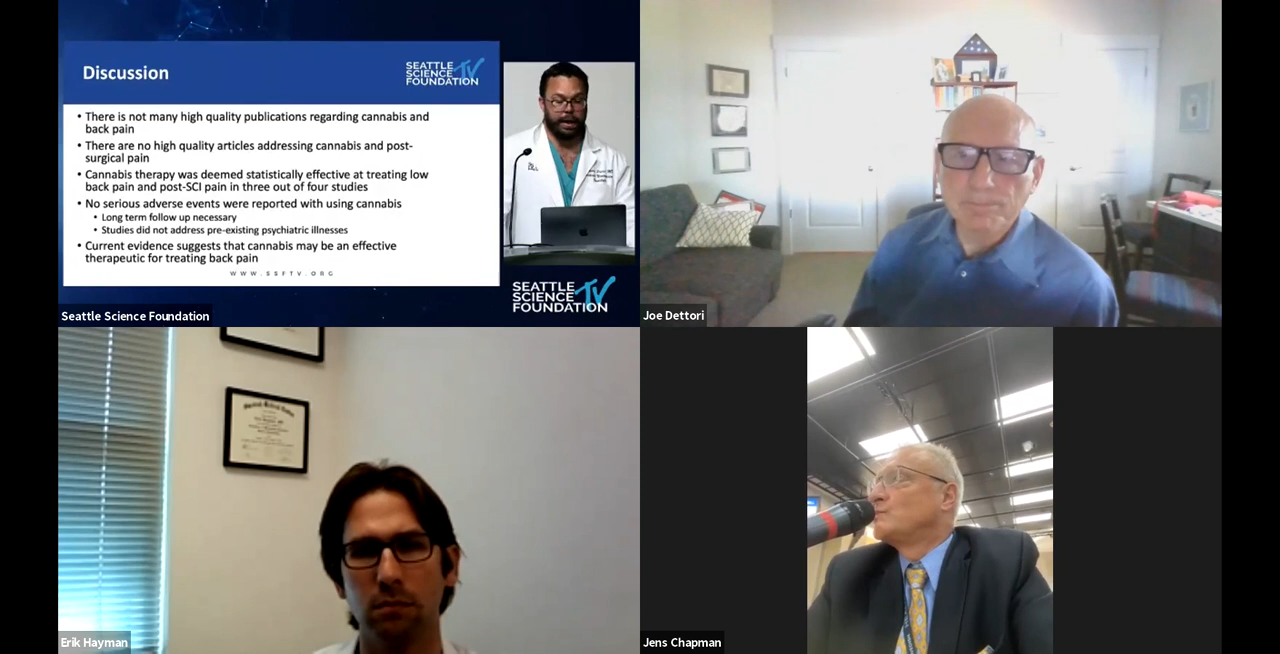 Discussion
SEATTLE
SCIENCE TV
FOUNDATION
• There is not many high quality publications regarding cannabis and
back pain
• There are no high quality articles addressing cannabis and post-
surgical pain
• Cannabis therapy was deemed statistically effective at treating low
back pain and post-SCI pain in three out of four studies
• No serious adverse events were reported with using cannabis
• Long term follow up necessary
• Studies did not address pre-existing psychiatric illnesses
• Current evidence suggests that cannabis may be an effective
therapeutic for treating back pain
WWW.SSFTV.ORG
SEATTLE
SCIENCE TV
FOUNDATION
Seattle Science Foundation
Joe Dettori
Erik Hayman
Jens Chapman